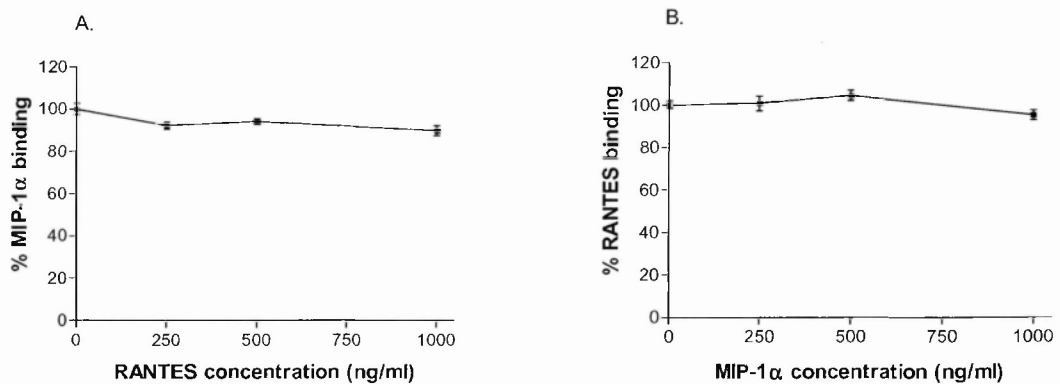 A.
120
100
80
60
40
20
0
% MIP-1α binding
0 250 500 750 1000
RANTES concentration (ng/ml)
B.
120
100
80
60
40
20
0
% RANTES binding
0 250 500 750 1000
MIP-1α concentration (ng/ml)